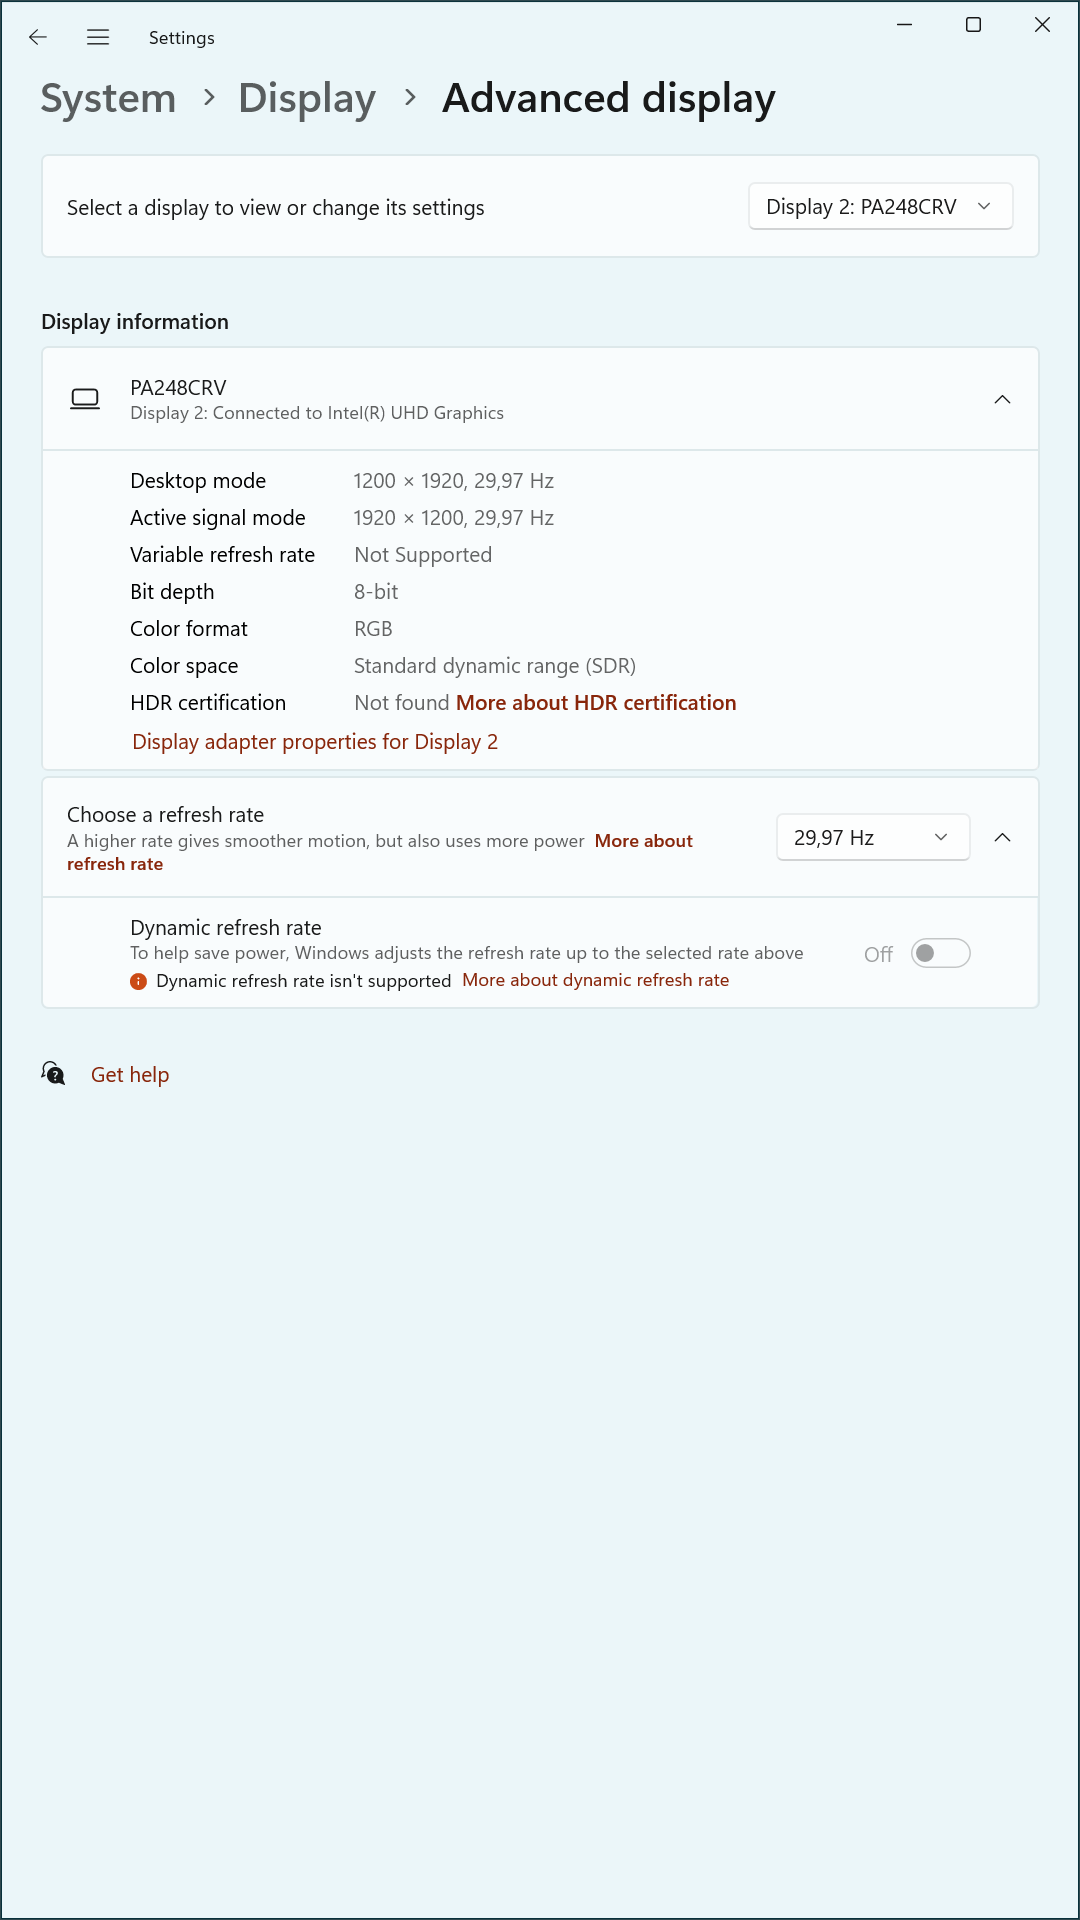 Settings
System > Display > Advanced display
Select a display to view or change its settings
Display 2: PA248CRV
Display information
PA248CRV
Display 2: Connected to Intel(R) UHD Graphics
Desktop mode 1200 × 1920, 29,97 Hz
Active signal mode 1920 × 1200, 29,97 Hz
Variable refresh rate Not Supported
Bit depth 8-bit
Color format RGB
Color space Standard dynamic range (SDR)
HDR certification Not found More about HDR certification
Display adapter properties for Display 2
Choose a refresh rate
A higher rate gives smoother motion, but also uses more power More about
refresh rate
29,97 Hz
Dynamic refresh rate
To help save power, Windows adjusts the refresh rate up to the selected rate above
Off
Dynamic refresh rate isn't supported More about dynamic refresh rate
Get help